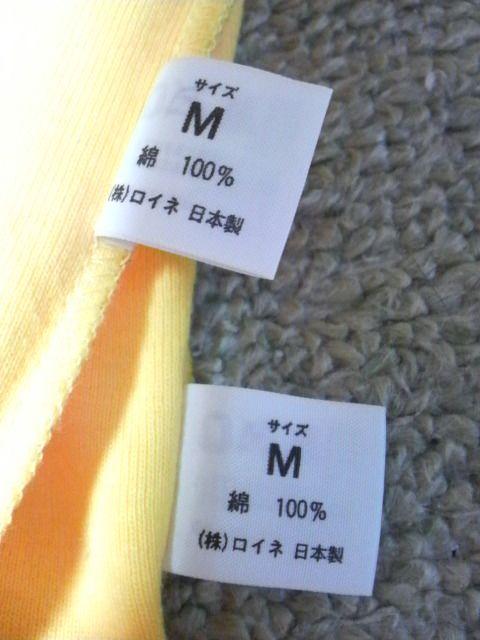 サイズ
M
綿 100%
(株)ロイネ 日本製
サイズ
M
綿 100%
(株)ロイネ 日本製